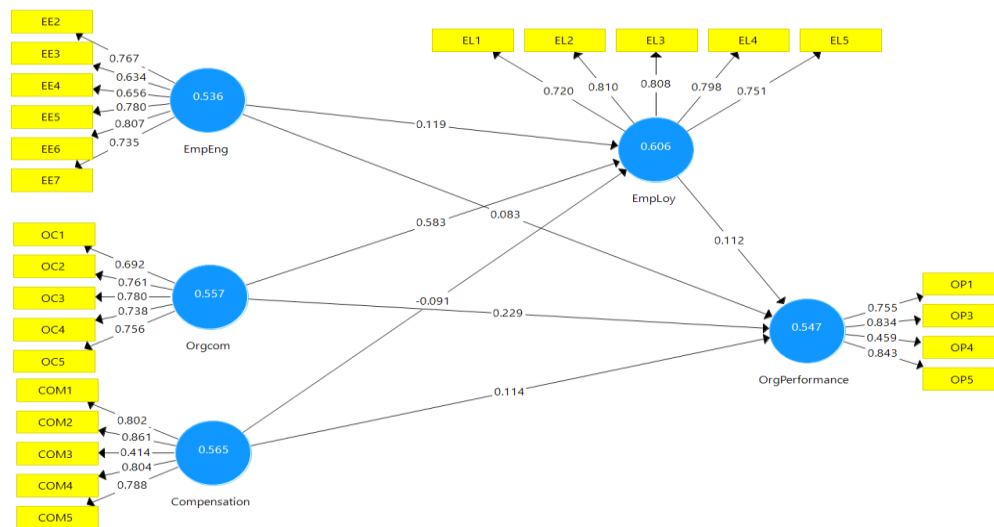 EE2
EE3
EE4
EE5
EE6
EE7
0.767
0.634
0.656
0.780
0.807
0.735
0.536
EmpEng
EL1
EL2
EL3
EL4
EL5
0.720
0.810
0.808
0.798
0.751
0.606
EmpLoy
0.119
0.083
0.583
0.112
-0.091
0.229
0.114
OC1
OC2
OC3
OC4
OC5
0.692
0.761
0.780
0.738
0.756
0.557
Orgcom
COM1
COM2
COM3
COM4
COM5
0.802
0.861
0.414
0.804
0.788
0.565
Compensation
0.547
OrgPerformance
0.755
0.834
0.459
0.843
OP1
OP3
OP4
OP5